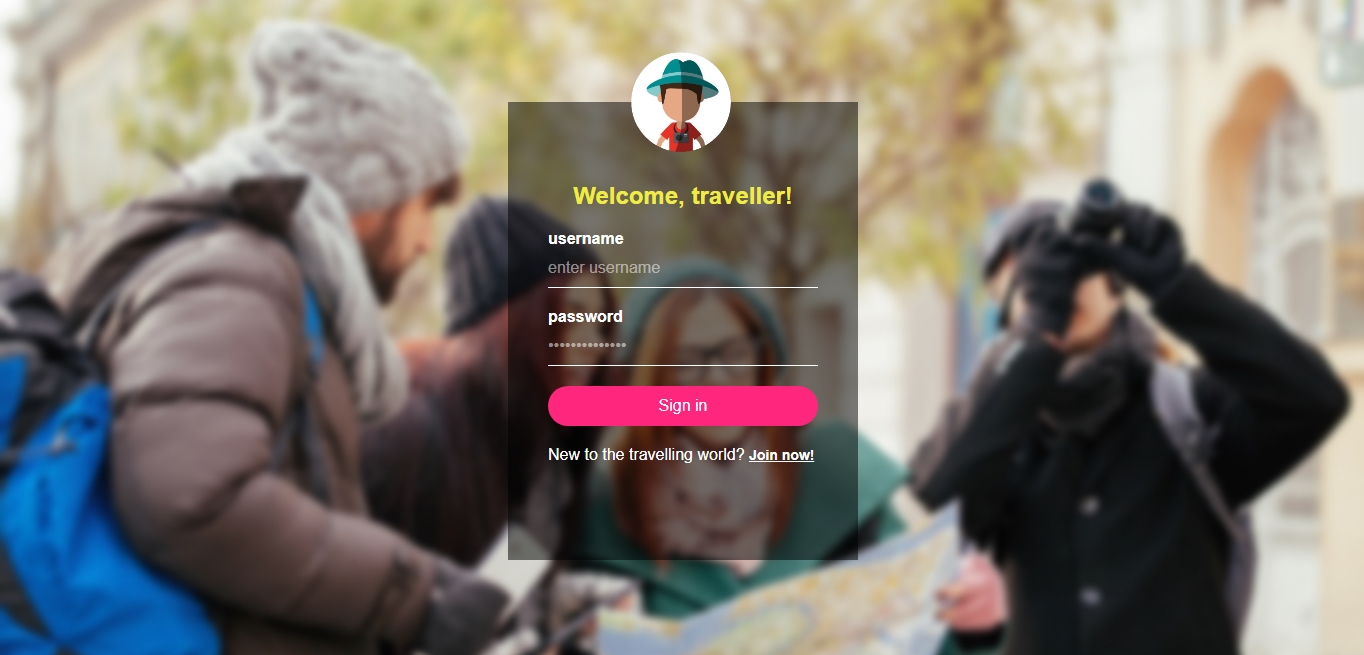 Welcome, traveller!
username
enter username
password
••••••••••••••
Sign in
New to the travelling world? Join now!